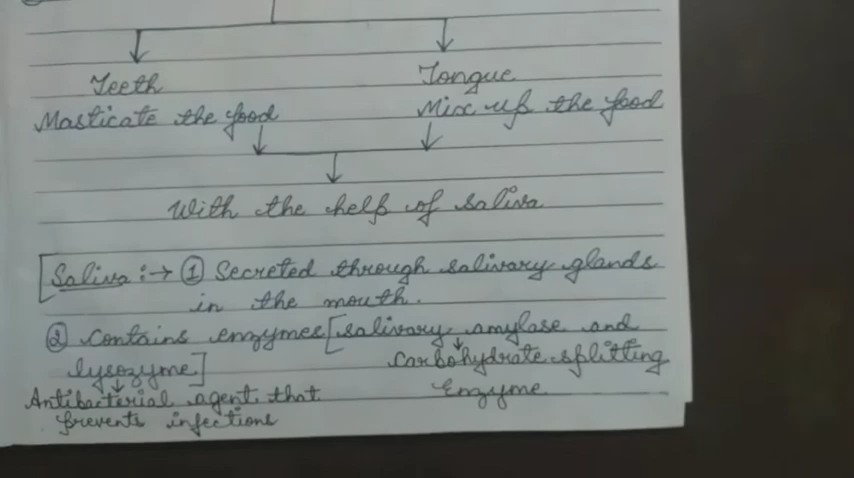 Teeth Tongue
Masticate the food Mix up the food
With the help of saliva
Saliva :→ ① Secreted through salivary glands
in the mouth.
② Contains enzymes [salivary amylase and
lysozyme] Carbohydrate splitting
Enzyme
Antibacterial agent that
prevents infections